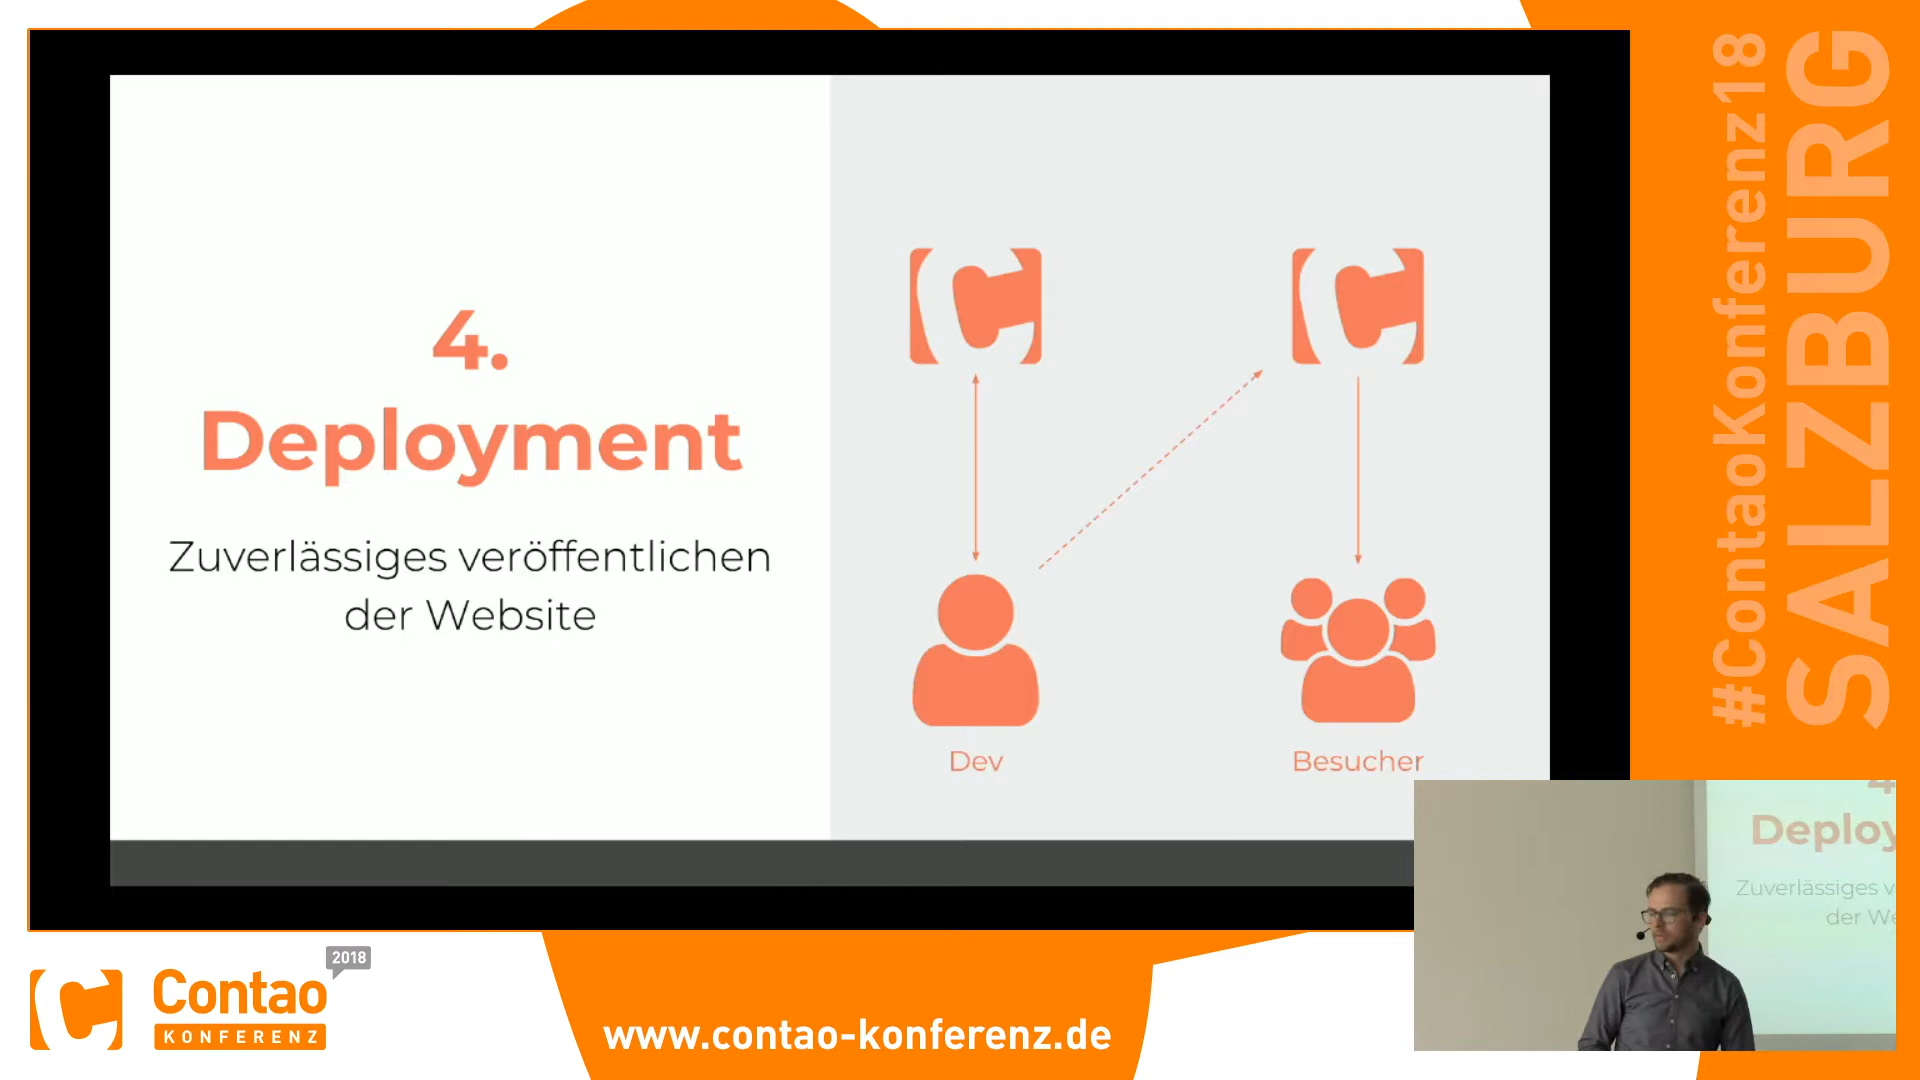 4.
Deployment
Zuverlässiges veröffentlichen
der Website
Dev
Besucher
#ContaoKonferenz18
SALZBURG
4
Deploy
Zuverlässiges v
der We
2018
Contao
KONFERENZ
www.contao-konferenz.de